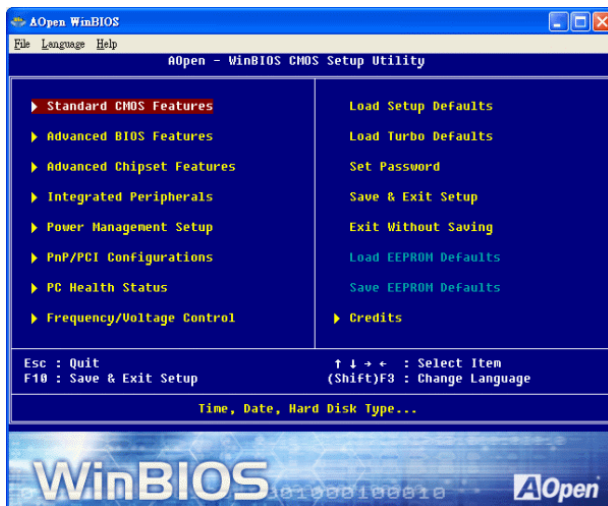 AOpen WinBIOS
File Language Help
AOpen - WinBIOS CMOS Setup Utility
Standard CMOS Features
Advanced BIOS Features
Advanced Chipset Features
Integrated Peripherals
Power Management Setup
PnP/PCI Configurations
PC Health Status
Frequency/Voltage Control
Load Setup Defaults
Load Turbo Defaults
Set Password
Save & Exit Setup
Exit Without Saving
Load EEPROM Defaults
Save EEPROM Defaults
Credits
Esc : Quit
F10 : Save & Exit Setup
↑ ↓ → ← : Select Item
(Shift)F3 : Change Language
Time, Date, Hard Disk Type...
WinBIOS
AOpen